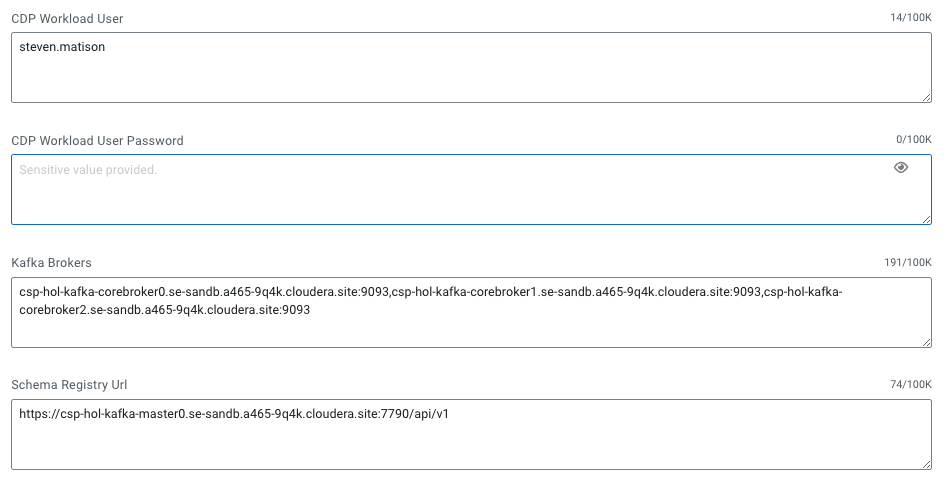 CDP Workload User 14/100K
steven.matison
CDP Workload User Password 0/100K
Sensitive value provided.
Kafka Brokers 191/100K
csp-hol-kafka-corebroker0.se-sandb.a465-9q4k.cloudera.site:9093,csp-hol-kafka-corebroker1.se-sandb.a465-9q4k.cloudera.site:9093,csp-hol-kafka-
corebroker2.se-sandb.a465-9q4k.cloudera.site:9093
Schema Registry Url 74/100K
https://csp-hol-kafka-master0.se-sandb.a465-9q4k.cloudera.site:7790/api/v1